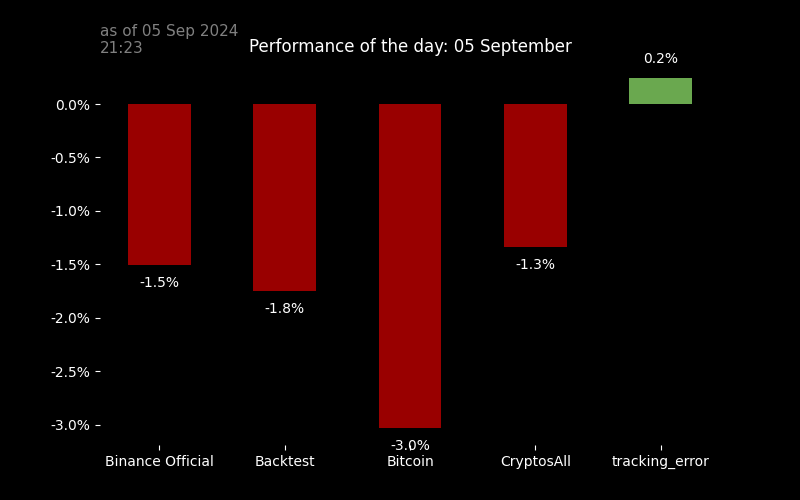 as of 05 Sep 2024
21:23
Performance of the day: 05 September
0.2%
0.0%
-0.5%
-1.0%
-1.5%
-2.0%
-2.5%
-3.0%
-1.5%
-1.8%
-3.0%
-1.3%
Binance Official
Backtest
Bitcoin
CryptosAll
tracking_error